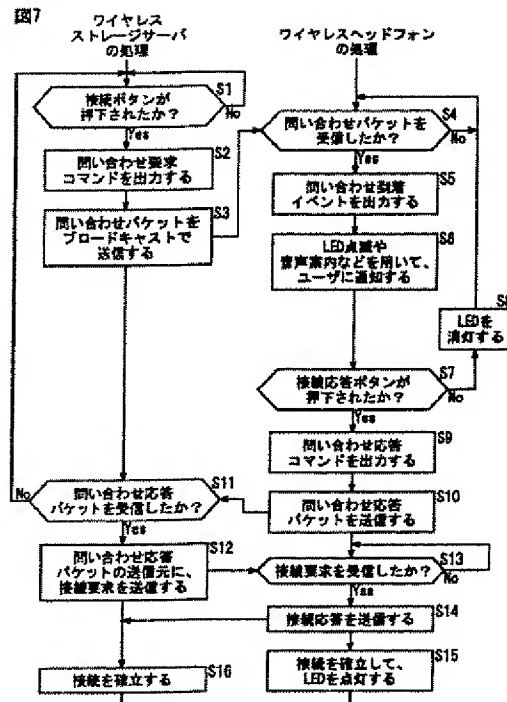 図7
ワイヤレス
ストレージサーバ
の処理
ワイヤレスヘッドフォン
の処理
接続ボタンが
押下されたか？
S1
No
Yes
問い合わせ要求
コマンドを出力する
S2
問い合わせパケットを
ブロードキャストで
送信する
S3
問い合わせパケットを
受信したか？
S4
No
Yes
問い合わせ到着
イベントを出力する
S5
LED点滅や
音声案内などを用いて、
ユーザに通知する
S6
LEDを
消灯する
S8
接続応答ボタンが
押下されたか？
S7
No
Yes
問い合わせ応答
コマンドを出力する
S9
問い合わせ応答
パケットを送信する
S10
問い合わせ応答
パケットを受信したか？
S11
No
Yes
問い合わせ応答
パケットの送信元に、
接続要求を送信する
S12
接続要求を受信したか？
S13
No
Yes
接続応答を送信する
S14
接続を確立して、
LEDを点灯する
S15
接続を確立する
S16